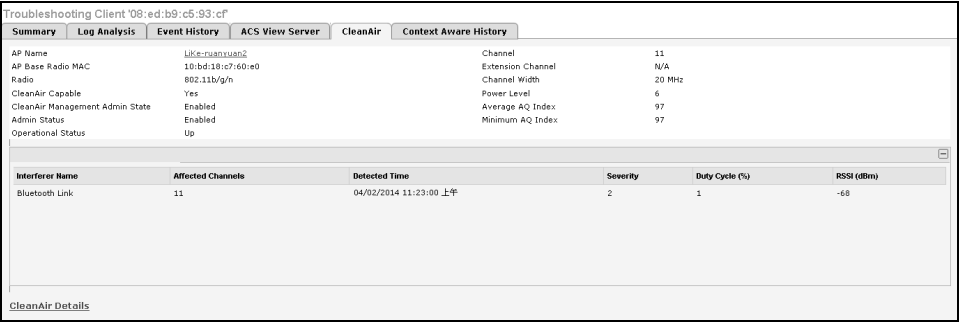 Troubleshooting Client '08:ed:b9:c5:93:cf'
Summary Log Analysis Event History ACS View Server CleanAir Context Aware History
AP Name LiKe-ruanyuan2 Channel 11
AP Base Radio MAC 10:bd:18:c7:60:e0 Extension Channel N/A
Radio 802.11b/g/n Channel Width 20 MHz
CleanAir Capable Yes Power Level 6
CleanAir Management Admin State Enabled Average AQ Index 97
Admin Status Enabled Minimum AQ Index 97
Operational Status Up
Interferer Name Affected Channels Detected Time Severity Duty Cycle (%) RSSI (dBm)
Bluetooth Link 11 04/02/2014 11:23:00 上午 2 1 -68
CleanAir Details